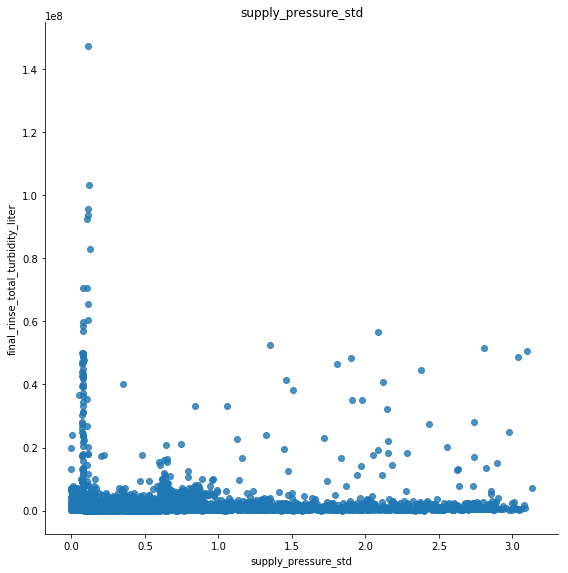 supply_pressure_std
1e8
1.4
1.2
1.0
0.8
0.6
0.4
0.2
0.0
final_rinse_total_turbidity_liter
0.0 0.5 1.0 1.5 2.0 2.5 3.0
supply_pressure_std